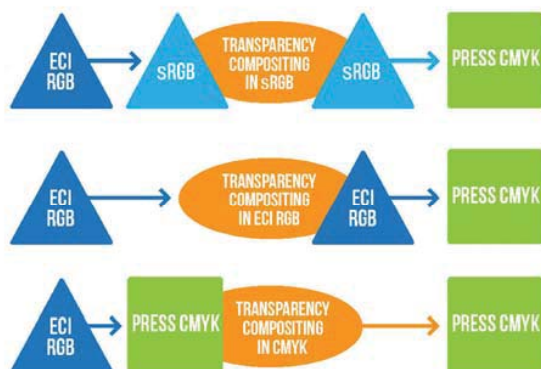 ECI
RGB
sRGB
TRANSPARENCY
COMPOSITING
IN sRGB
sRGB
PRESS CMYK
ECI
RGB
TRANSPARENCY
COMPOSITING
IN ECI RGB
ECI
RGB
PRESS CMYK
ECI
RGB
PRESS CMYK
TRANSPARENCY
COMPOSITING
IN CMYK
PRESS CMYK